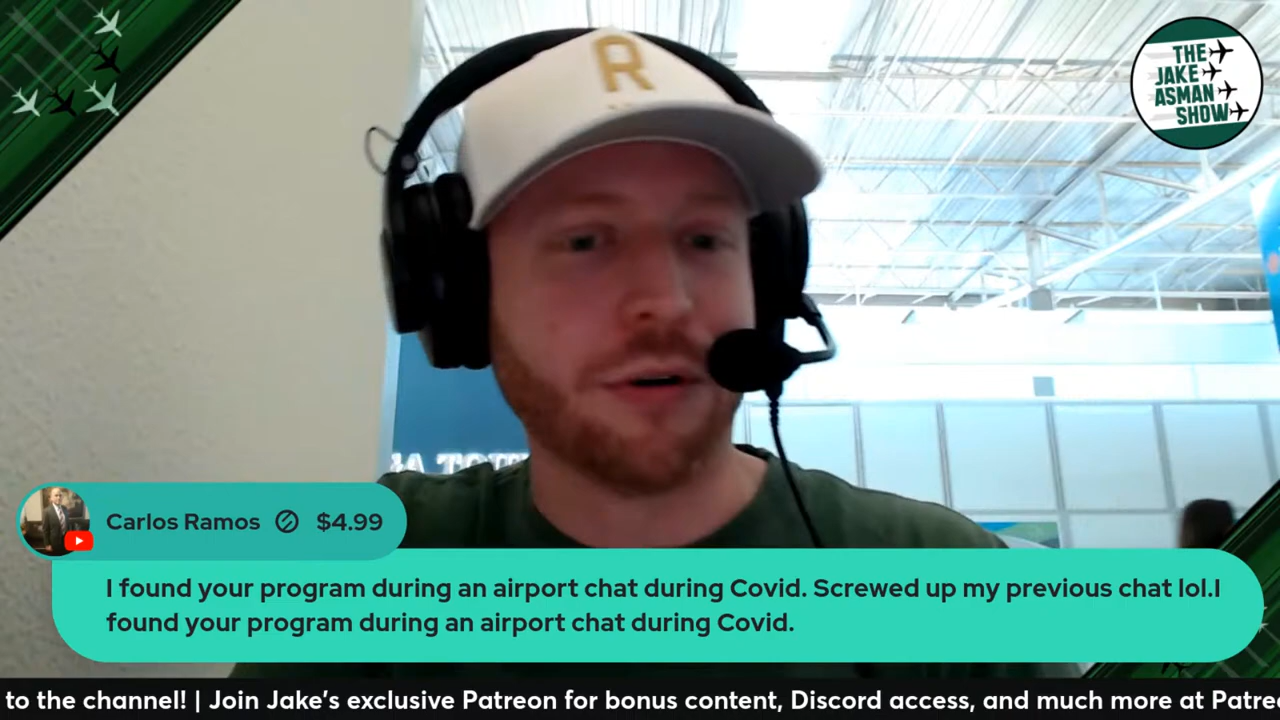 R
THE
JAKE
ASMAN
SHOW
Carlos Ramos $4.99
I found your program during an airport chat during Covid. Screwed up my previous chat lol.I
found your program during an airport chat during Covid.
to the channel! | Join Jake's exclusive Patreon for bonus content, Discord access, and much more at Patre